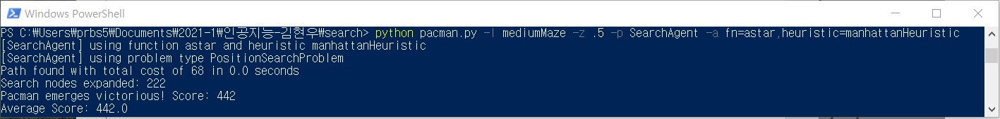 Windows PowerShell
PS C:₩Users₩prbs5₩Documents₩2021-1₩인공지능-김현우₩search> python pacman.py -l mediumMaze -z .5 -p SearchAgent -a fn=astar,heuristic=manhattanHeuristic
[SearchAgent] using function astar and heuristic manhattanHeuristic
[SearchAgent] using problem type PositionSearchProblem
Path found with total cost of 68 in 0.0 seconds
Search nodes expanded: 222
Pacman emerges victorious! Score: 442
Average Score: 442.0